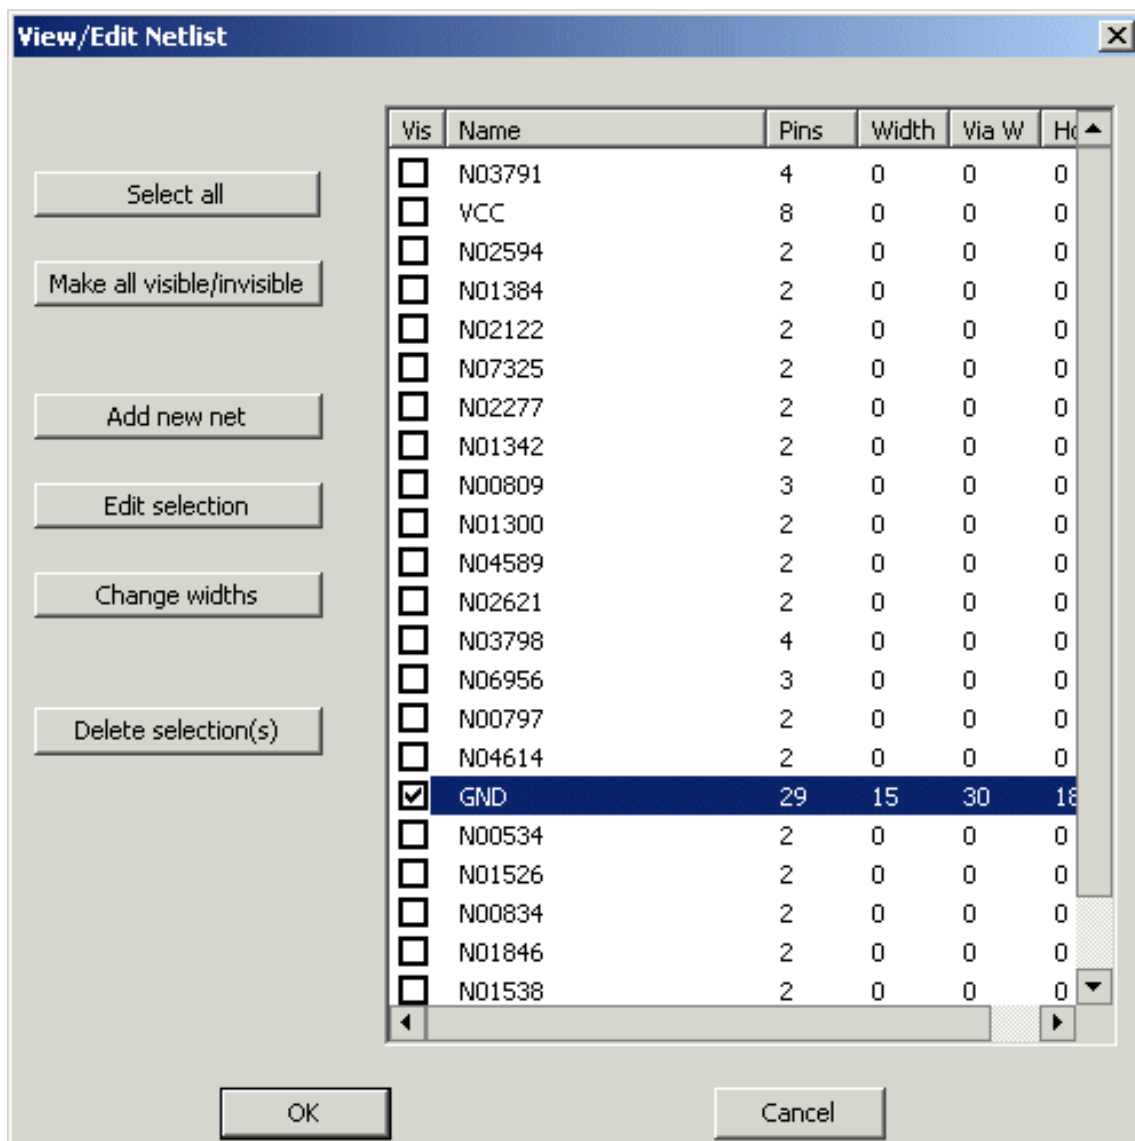 View/Edit Netlist
Select all
Make all visible/invisible
Add new net
Edit selection
Change widths
Delete selection(s)
Vis Name Pins Width Via W
N03791 4 0 0 0
VCC 8 0 0 0
N02594 2 0 0 0
N01384 2 0 0 0
N02122 2 0 0 0
N07325 2 0 0 0
N02277 2 0 0 0
N01342 2 0 0 0
N00809 3 0 0 0
N01300 2 0 0 0
N04589 2 0 0 0
N02621 2 0 0 0
N03798 4 0 0 0
N06956 3 0 0 0
N00797 2 0 0 0
N04614 2 0 0 0
GND 29 15 30 18
N00534 2 0 0 0
N01526 2 0 0 0
N00834 2 0 0 0
N01846 2 0 0 0
N01538 2 0 0 0
OK Cancel